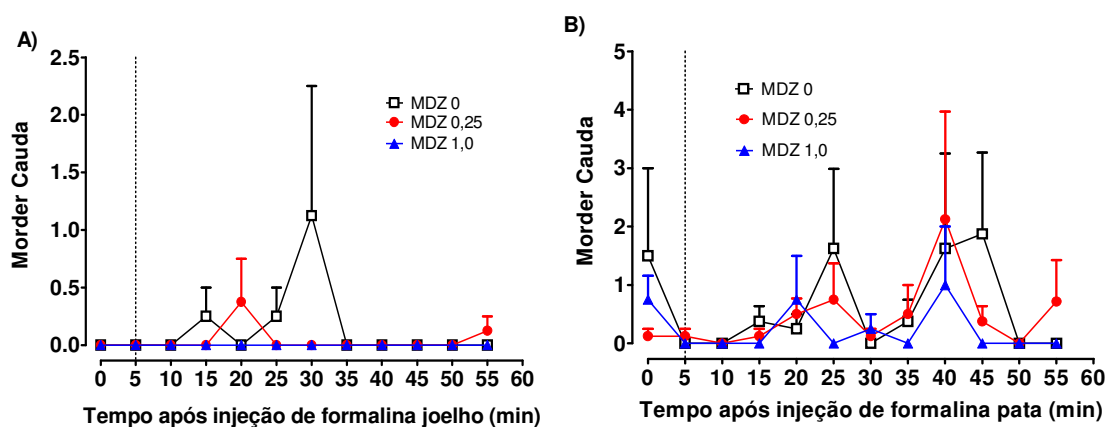 A)
Morder Cauda
2.5
2.0
1.5
1.0
0.5
0.0
MDZ 0
MDZ 0,25
MDZ 1,0
0 5 10 15 20 25 30 35 40 45 50 55 60
Tempo após injeção de formalina joelho (min)
B)
Morder Cauda
5
4
3
2
1
0
MDZ 0
MDZ 0,25
MDZ 1,0
0 5 10 15 20 25 30 35 40 45 50 55 60
Tempo após injeção de formalina pata (min)